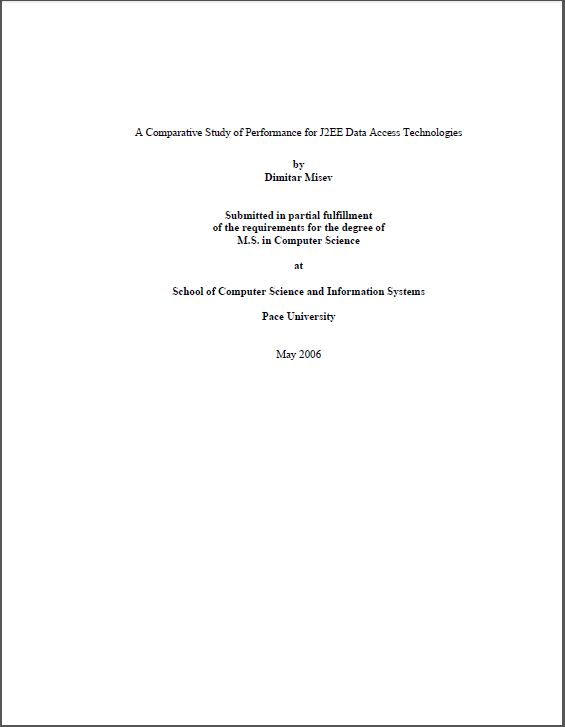 A Comparative Study of Performance for J2EE Data Access Technologies
by
Dimitar Misev
Submitted in partial fulfillment
of the requirements for the degree of
M.S. in Computer Science
at
School of Computer Science and Information Systems
Pace University
May 2006